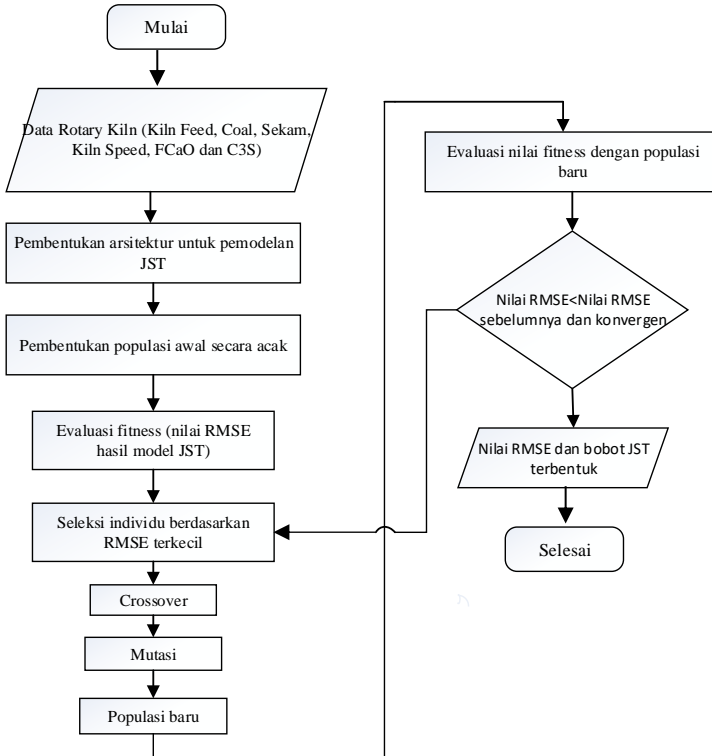 Mulai
Data Rotary Kiln (Kiln Feed, Coal, Sekam,
Kiln Speed, FCaO dan C3S)
Pembentukan arsitektur untuk pemodelan
JST
Pembentukan populasi awal secara acak
Evaluasi fitness (nilai RMSE
hasil model JST)
Seleksi individu berdasarkan
RMSE terkecil
Crossover
Mutasi
Populasi baru
Evaluasi nilai fitness dengan populasi
baru
Nilai RMSE<Nilai RMSE
sebelumnya dan konvergen
Nilai RMSE dan bobot JST
terbentuk
Selesai